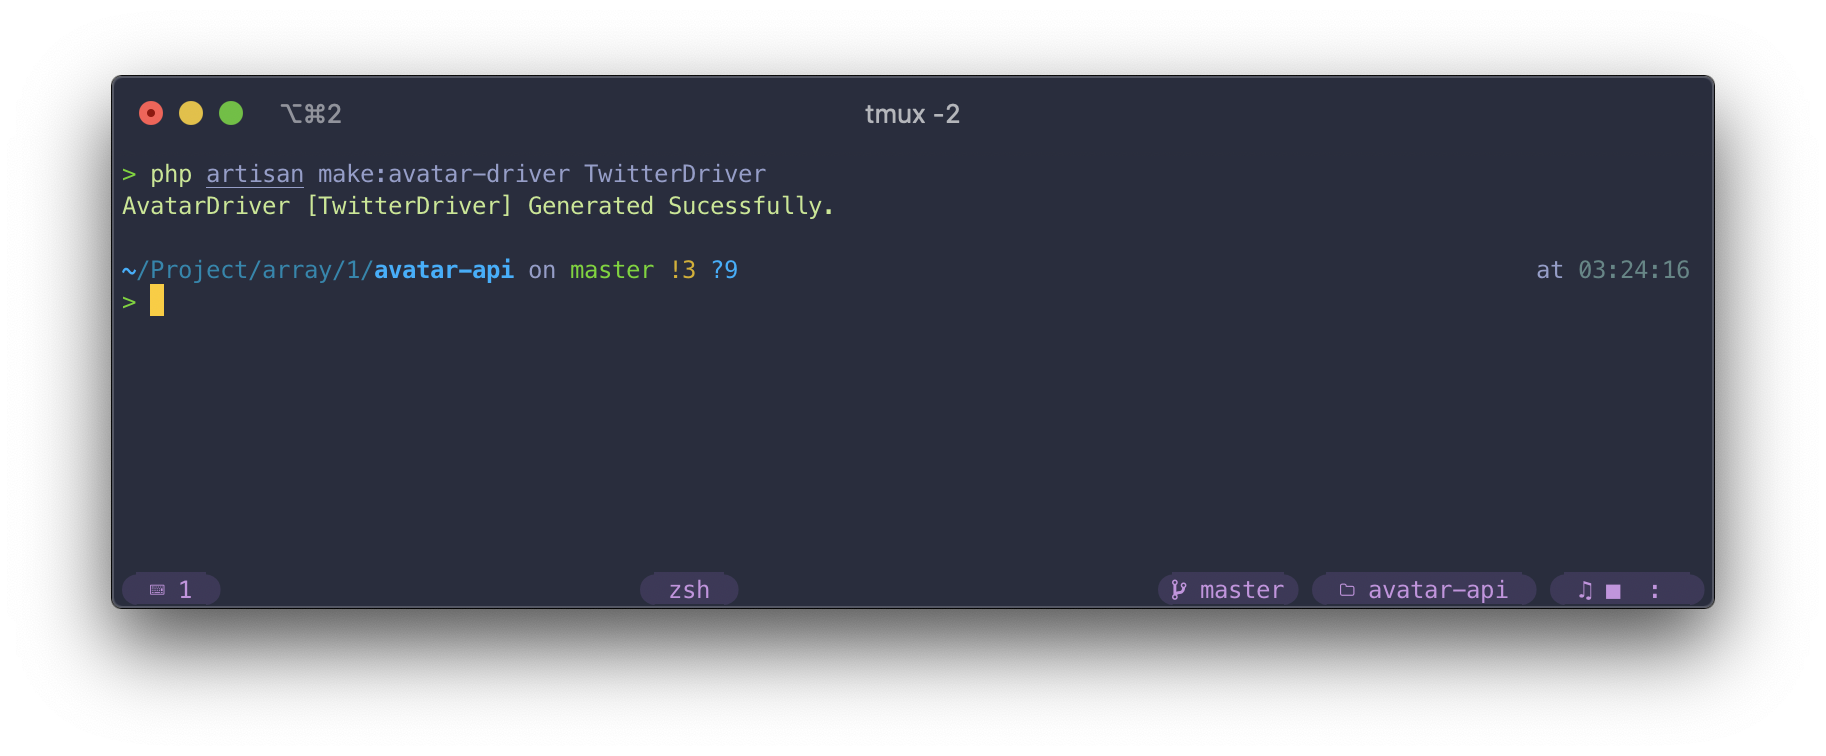 ⌥⌘2 tmux -2
> php artisan make:avatar-driver TwitterDriver
AvatarDriver [TwitterDriver] Generated Sucessfully.
~/Project/array/1/avatar-api on master !3 ?9 at 03:24:16
>
1 zsh master avatar-api ♫ ■ :